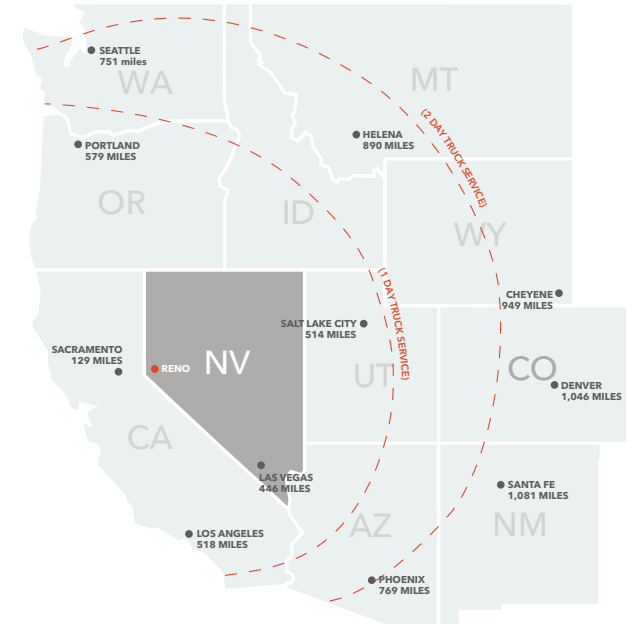 SEATTLE
751 miles
WA
MT
(2 DAY TRUCK SERVICE)
HELENA
890 MILES
PORTLAND
579 MILES
OR
ID
WY
CHEYENE
949 MILES
(1 DAY TRUCK SERVICE)
SALT LAKE CITY
514 MILES
SACRAMENTO
129 MILES
RENO
NV
UT
CO
DENVER
1,046 MILES
CA
LAS VEGAS
446 MILES
SANTA FE
1,081 MILES
LOS ANGELES
518 MILES
AZ
NM
PHOENIX
769 MILES